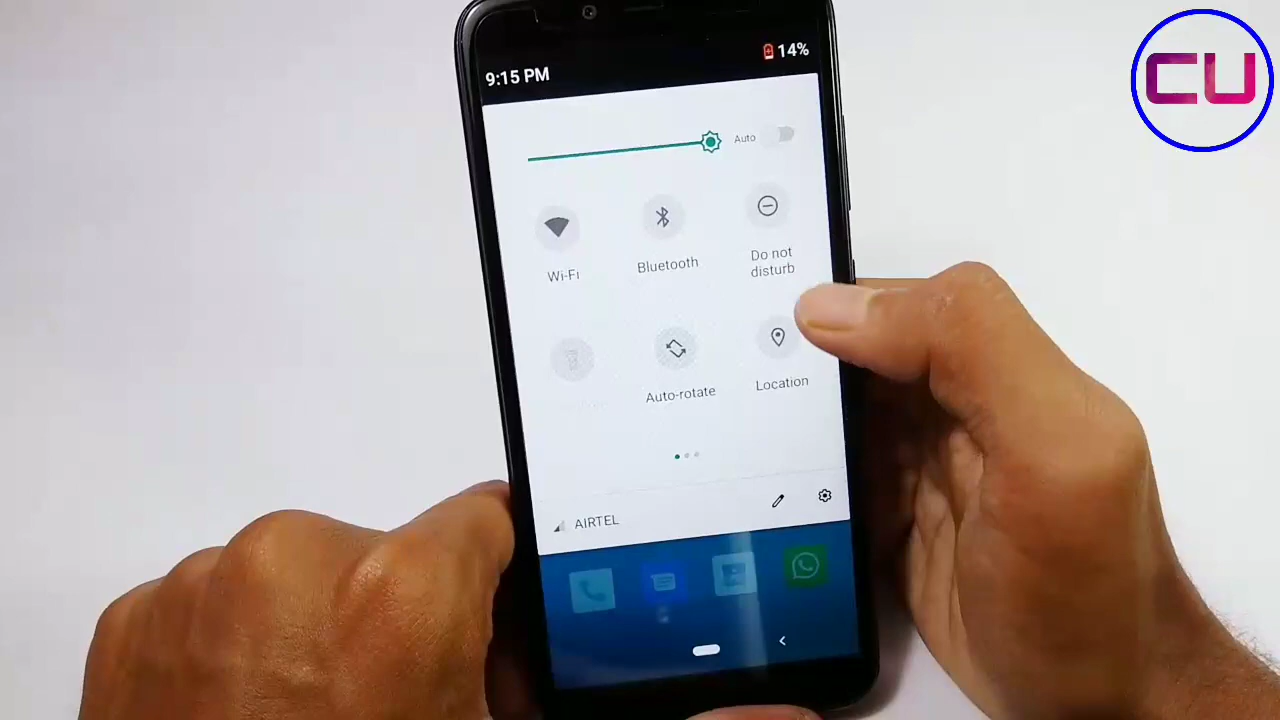 CU
14%
9:15 PM
Auto
Wi-Fi
Bluetooth
Do not
disturb
Auto-rotate
Location
AIRTEL